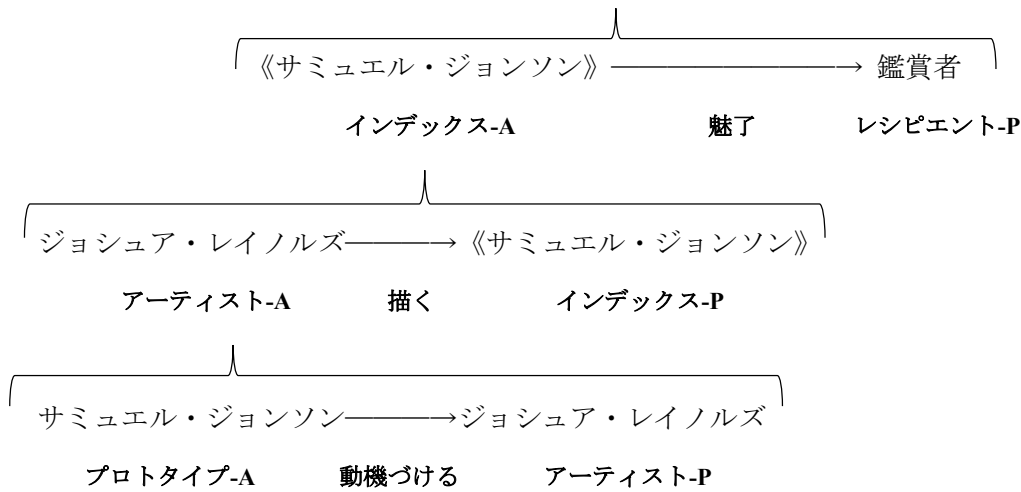 《サミュエル・ジョンソン》――――――――→ 鑑賞者
インデックス-A 魅了 レシピエント-P
ジョシュア・レイノルズ――――→ 《サミュエル・ジョンソン》
アーティスト-A 描く インデックス-P
サミュエル・ジョンソン――――→ジョシュア・レイノルズ
プロトタイプ-A 動機づける アーティスト-P